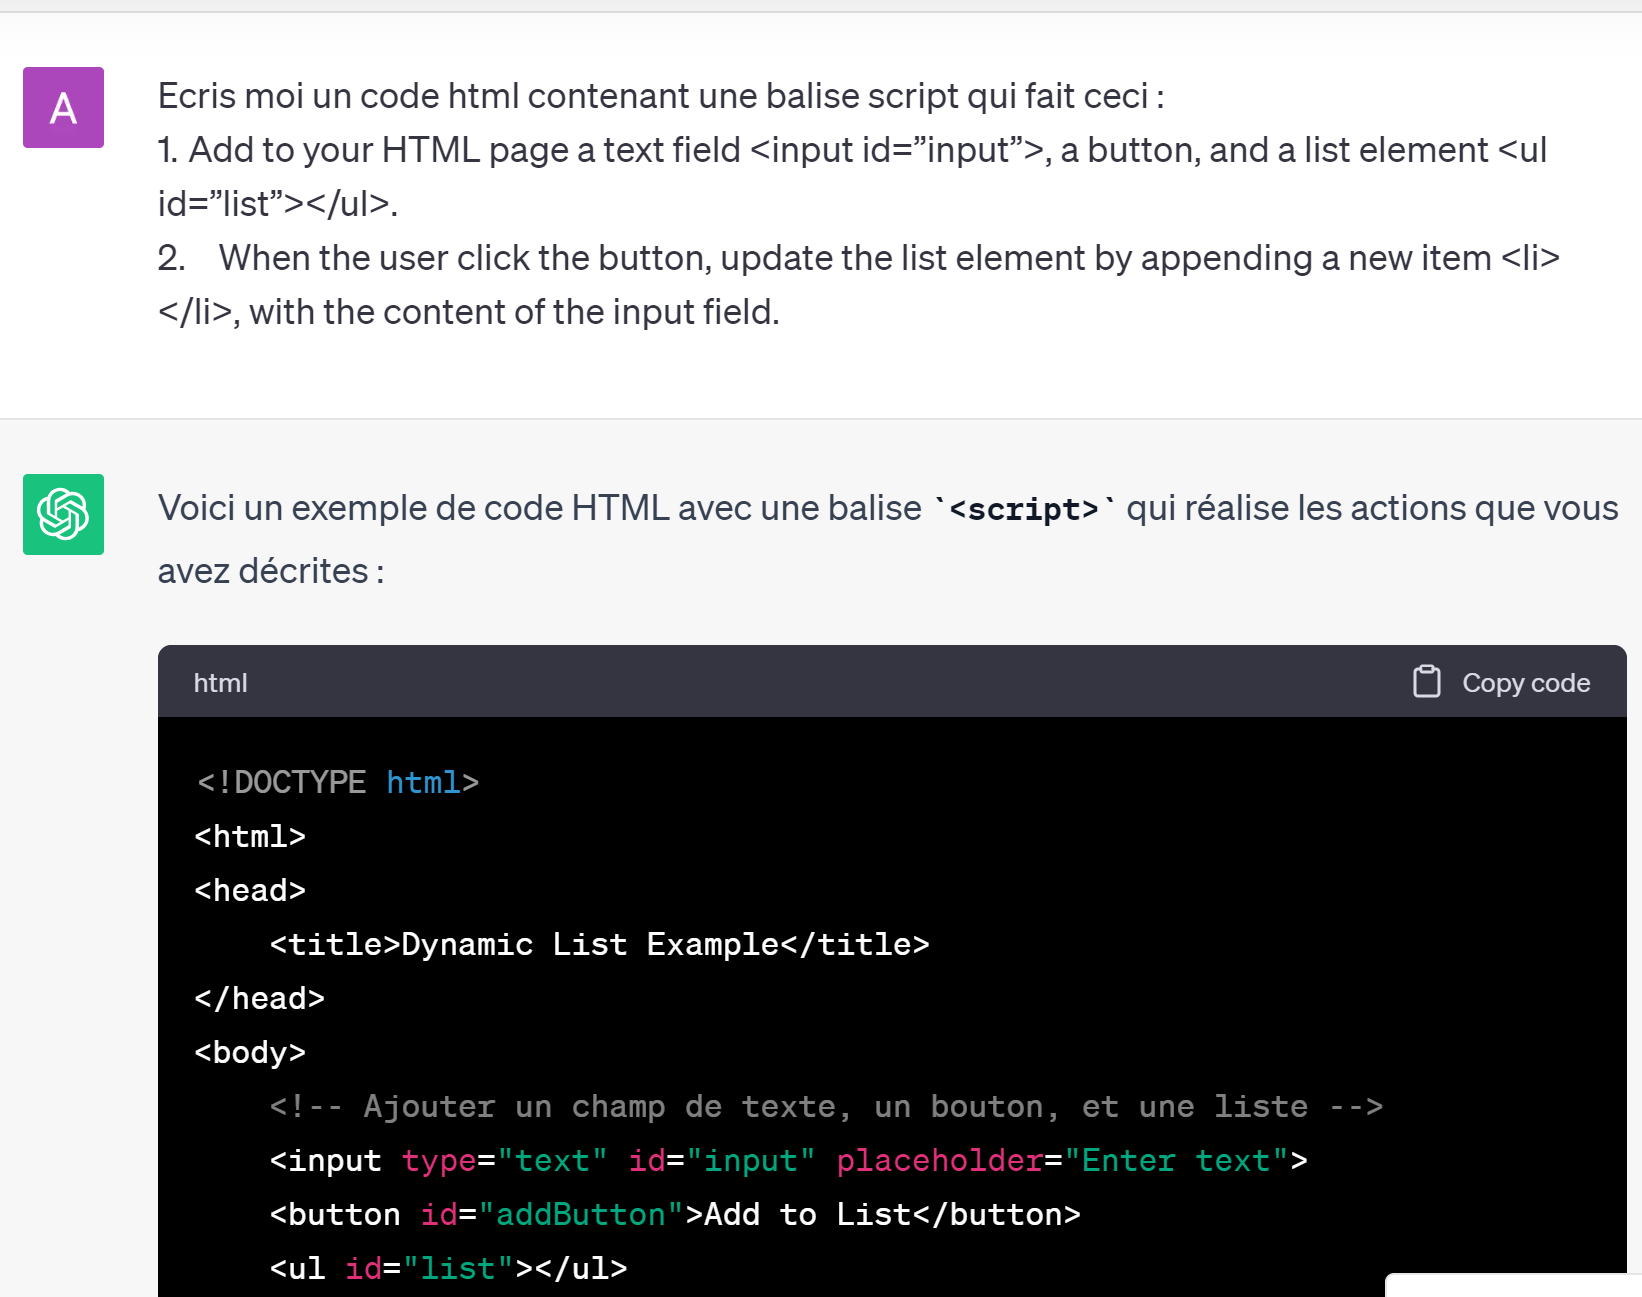 A
Ecris moi un code html contenant une balise script qui fait ceci :
1. Add to your HTML page a text field <input id=”input”>, a button, and a list element <ul
id=”list”></ul>.
2. When the user click the button, update the list element by appending a new item <li>
</li>, with the content of the input field.
Voici un exemple de code HTML avec une balise `<script>` qui réalise les actions que vous
avez décrites :
html
Copy code
<!DOCTYPE html>
<html>
<head>
    <title>Dynamic List Example</title>
</head>
<body>
    <!-- Ajouter un champ de texte, un bouton, et une liste -->
    <input type="text" id="input" placeholder="Enter text">
    <button id="addButton">Add to List</button>
    <ul id="list"></ul>